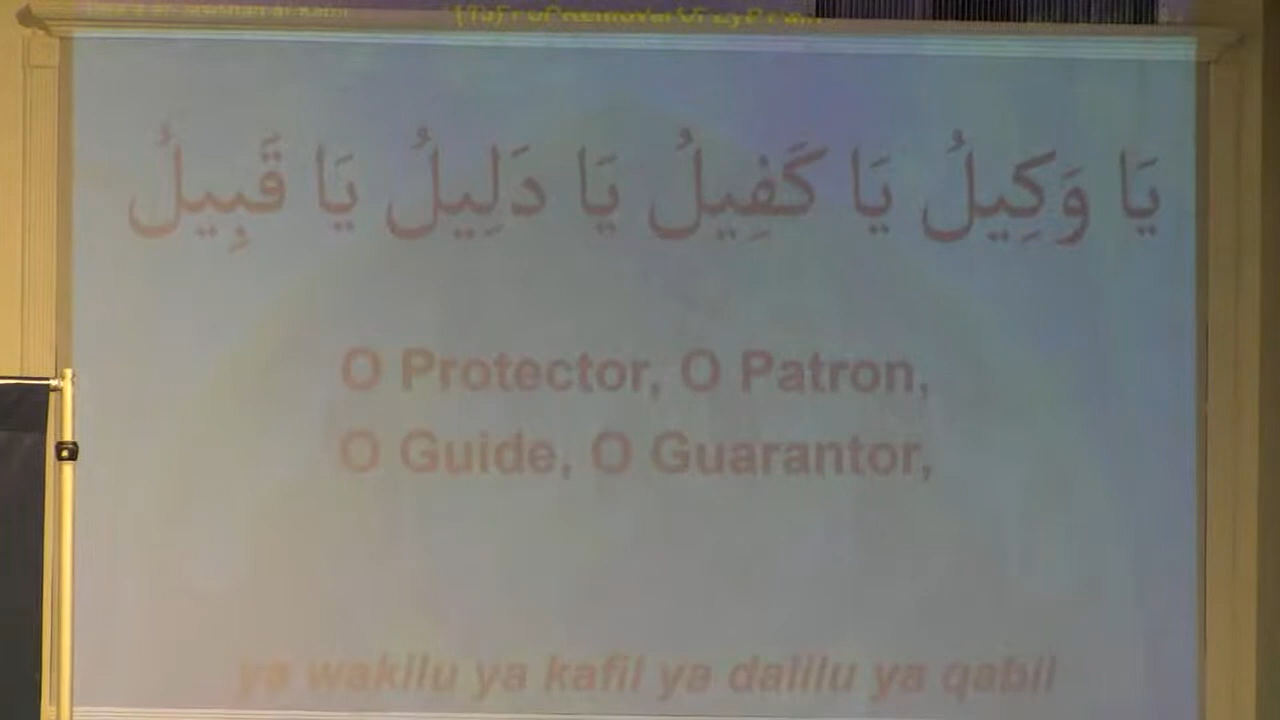 يَا وَكِيلُ يَا كَفِيلُ يَا دَلِيلُ يَا قَبِيلُ
O Protector, O Patron,
O Guide, O Guarantor,
ya wakilu ya kafil ya dalilu ya qabil